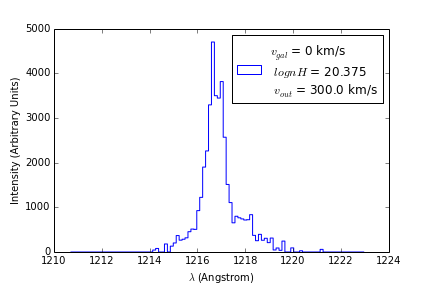 5000
4000
3000
2000
1000
0
Intensity (Arbitrary Units)
v_gal = 0 km/s
lognH = 20.375
v_out = 300.0 km/s
1210 1212 1214 1216 1218 1220 1222 1224
λ (Angstrom)